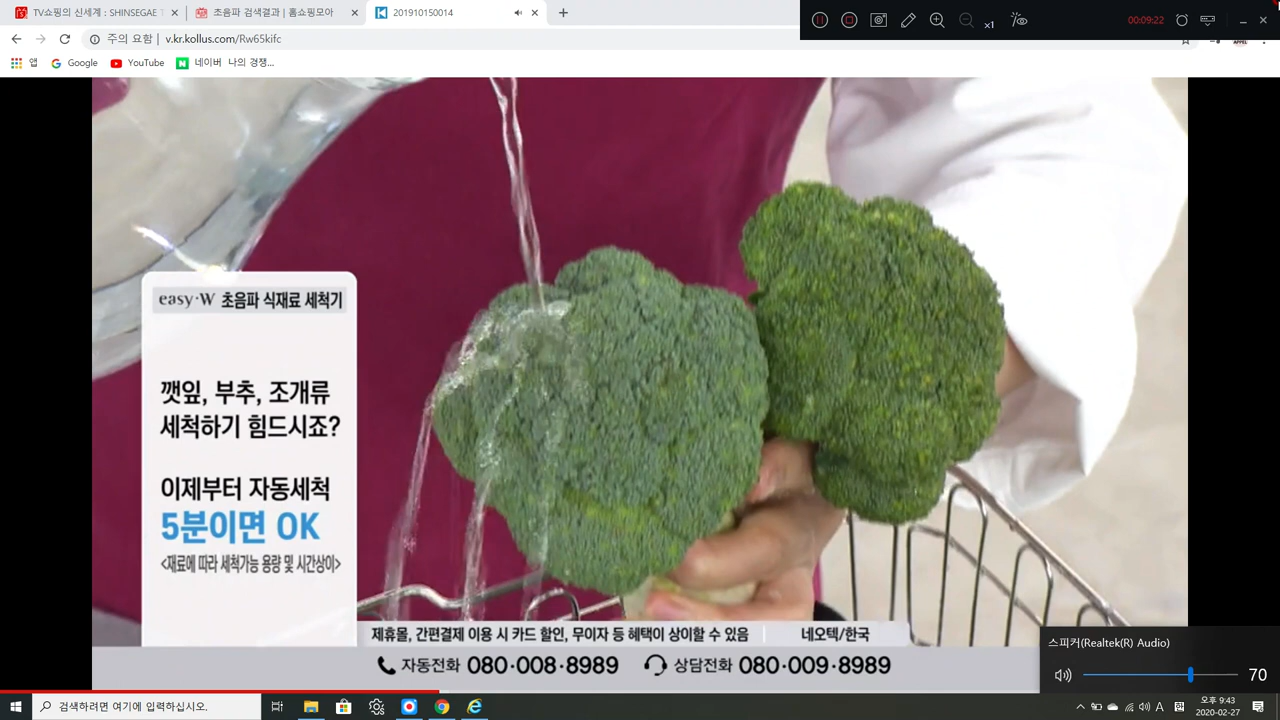 TV쇼핑의 신세계 : SHINSEGAE T
초음파 검색결과 | 홈쇼핑모아
201910150014
x1
00:09:22
주의 요함 | v.kr.kollus.com/Rw65kifc
앱
Google
YouTube
네이버
나의 경쟁...
easy·W 초음파 식재료 세척기
깻잎, 부추, 조개류
세척하기 힘드시죠?
이제부터 자동세척
5분이면 OK
<재료에 따라 세척가능 용량 및 시간상이>
제휴몰, 간편결제 이용 시 카드 할인, 무이자 등 혜택이 상이할 수 있음
네오텍/한국
자동전화 080·008·8989
상담전화 080·009·8989
스피커(Realtek(R) Audio)
70
검색하려면 여기에 입력하십시오.
A
오후 9:43
2020-02-27